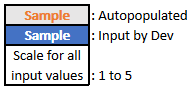 Sample : Autopopulated
Sample : Input by Dev
Scale for all
input values : 1 to 5